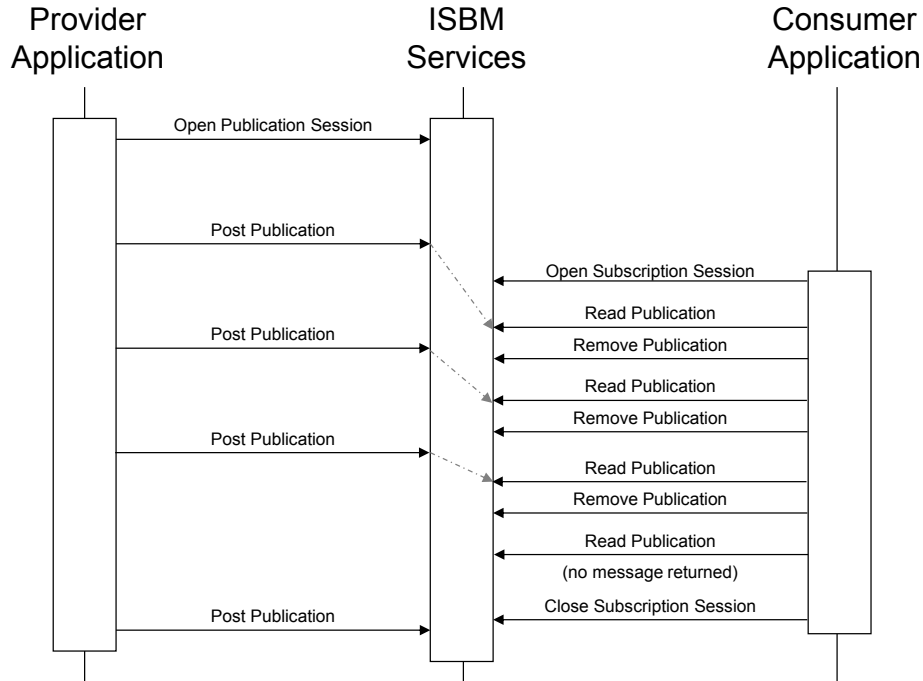 Provider
Application
ISBM
Services
Consumer
Application
Open Publication Session
Post Publication
Open Subscription Session
Read Publication
Post Publication
Remove Publication
Read Publication
Remove Publication
Post Publication
Read Publication
Remove Publication
Read Publication
(no message returned)
Close Subscription Session
Post Publication